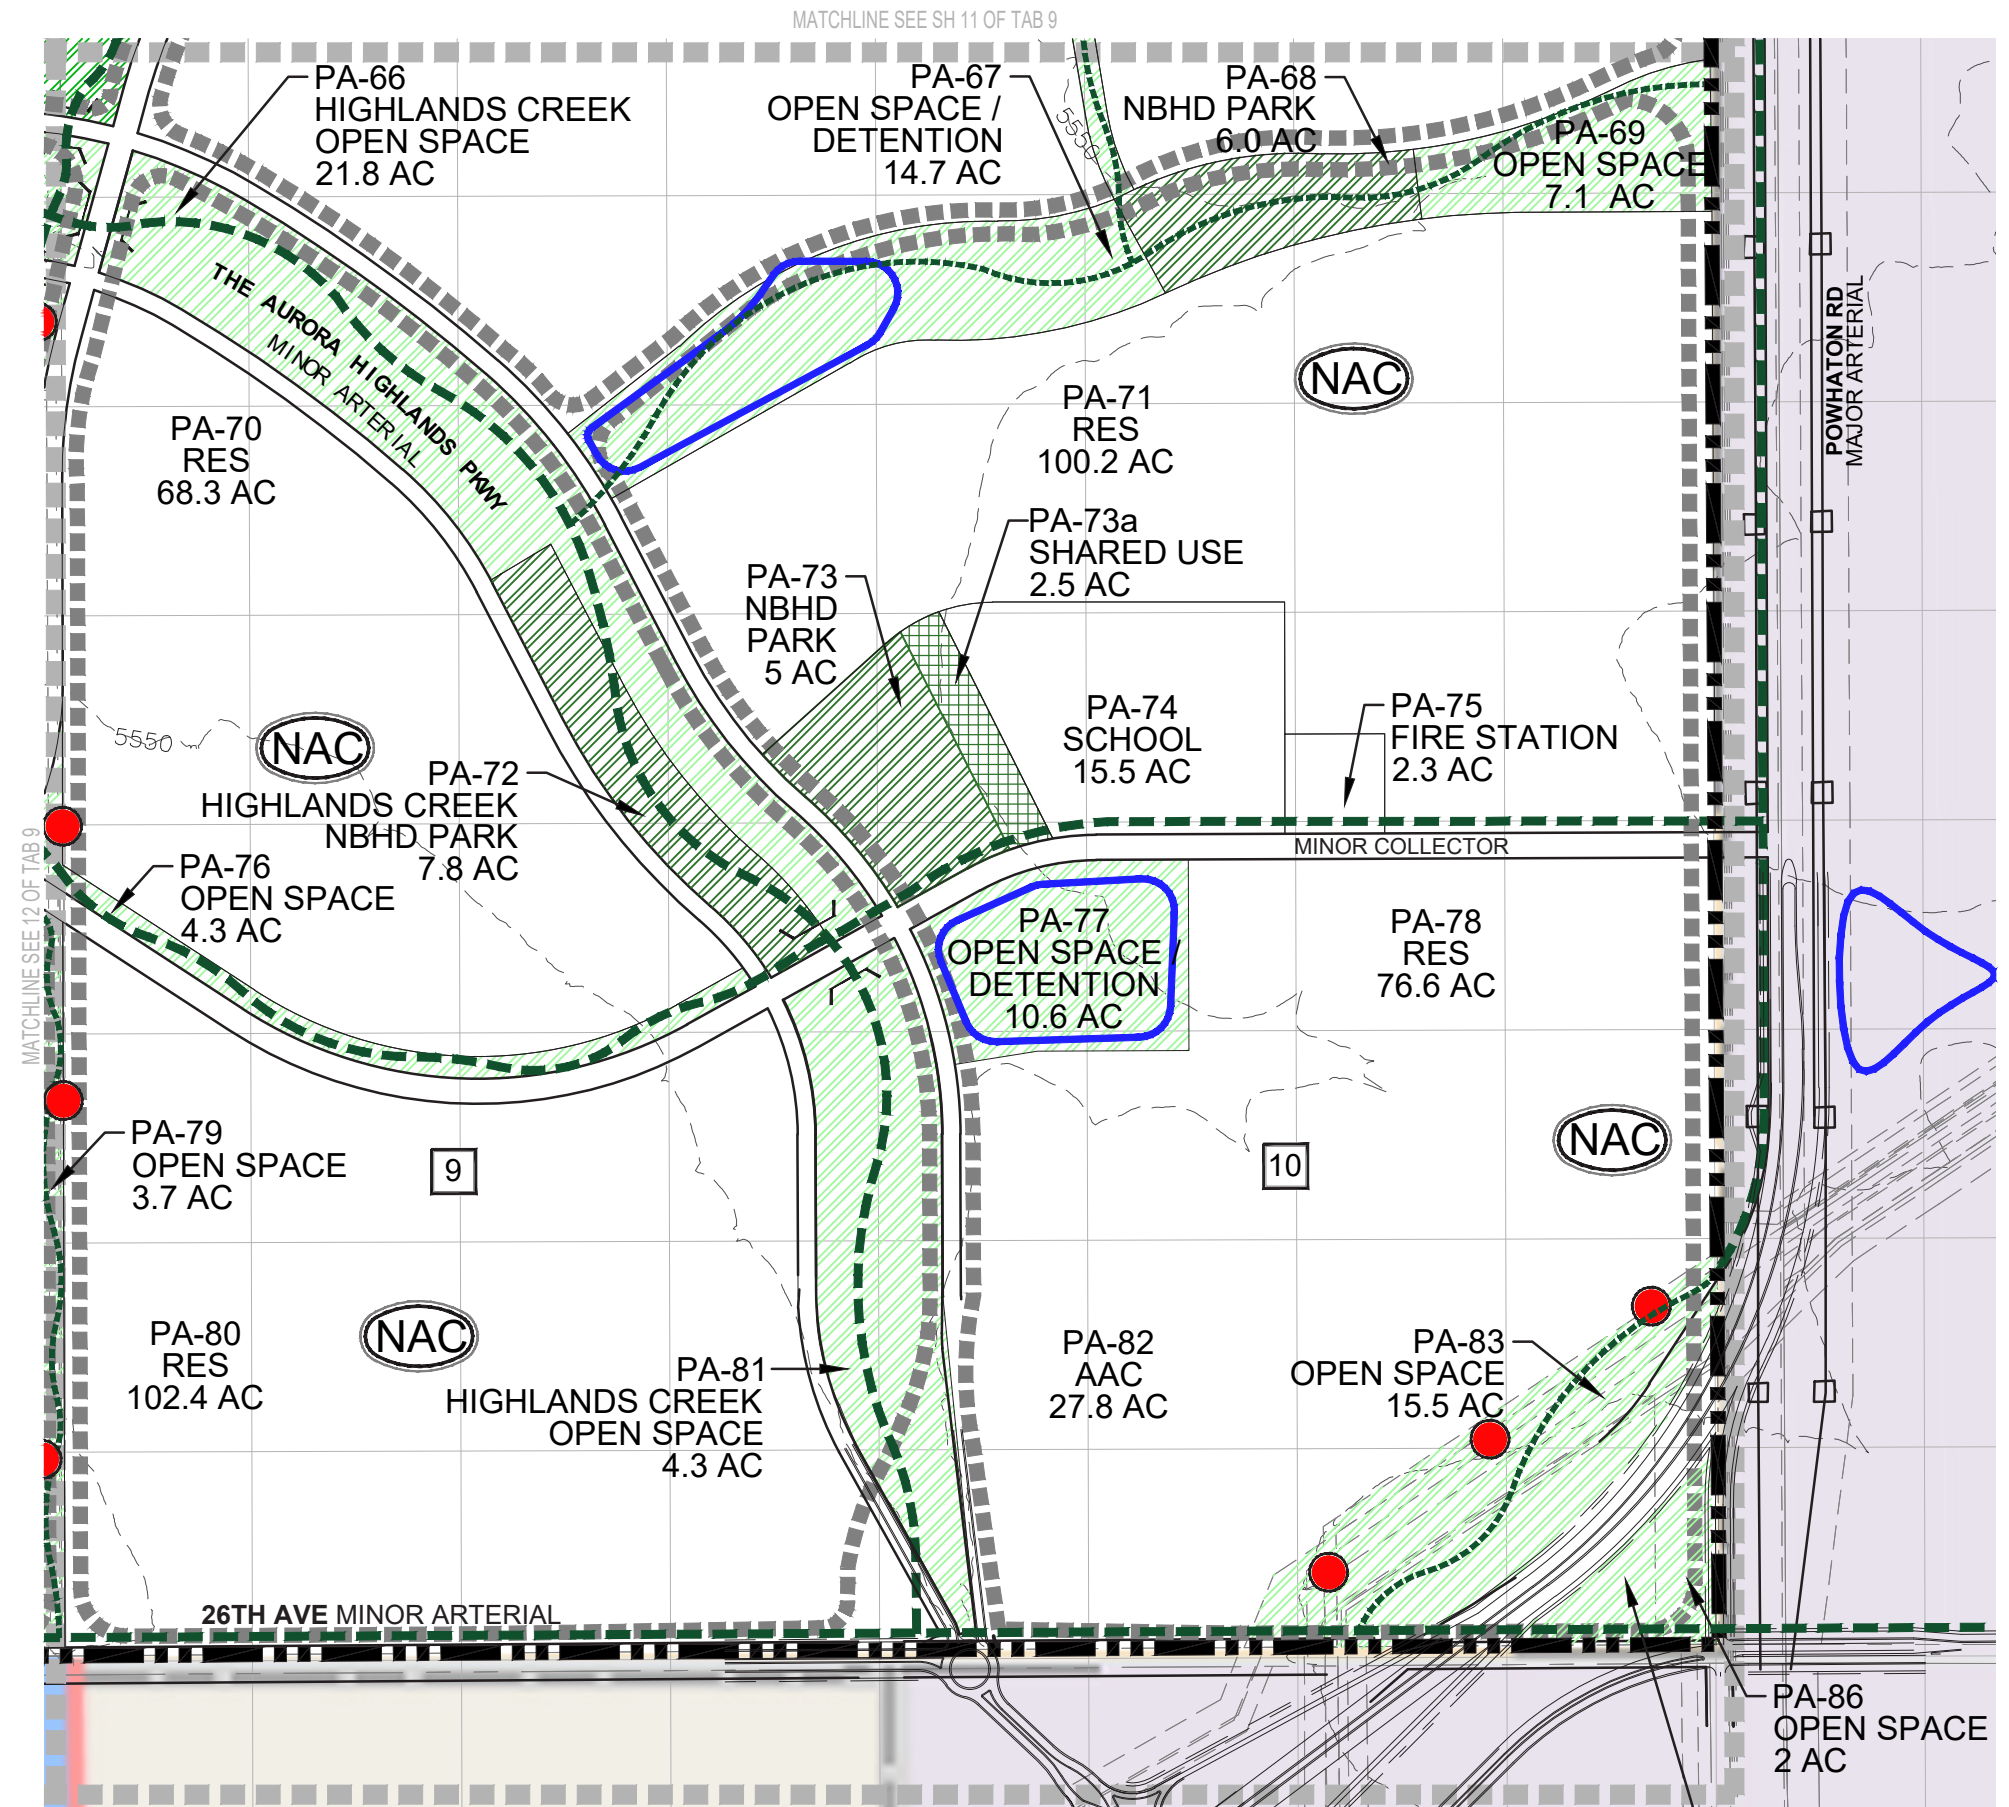 MATCHLINE SEE SH 11 OF TAB 9
PA-66
HIGHLANDS CREEK
OPEN SPACE
21.8 AC
PA-67
OPEN SPACE /
DETENTION
14.7 AC
5550
PA-68
NBHD PARK
6.0 AC
PA-69
OPEN SPACE
7.1 AC
THE AURORA HIGHLANDS PKWY
MINOR ARTERIAL
POWHATON RD
MAJOR ARTERIAL
NAC
PA-70
RES
68.3 AC
PA-71
RES
100.2 AC
PA-73a
SHARED USE
2.5 AC
PA-73
NBHD
PARK
5 AC
PA-74
SCHOOL
15.5 AC
PA-75
FIRE STATION
2.3 AC
5550
NAC
PA-72
HIGHLANDS CREEK
NBHD PARK
7.8 AC
MINOR COLLECTOR
MATCHLINE SEE 12 OF TAB 9
PA-76
OPEN SPACE
4.3 AC
PA-77
OPEN SPACE /
DETENTION
10.6 AC
PA-78
RES
76.6 AC
PA-79
OPEN SPACE
3.7 AC
9
10
NAC
PA-80
RES
102.4 AC
NAC
PA-81
HIGHLANDS CREEK
OPEN SPACE
4.3 AC
PA-82
AAC
27.8 AC
PA-83
OPEN SPACE
15.5 AC
26TH AVE MINOR ARTERIAL
PA-86
OPEN SPACE
2 AC